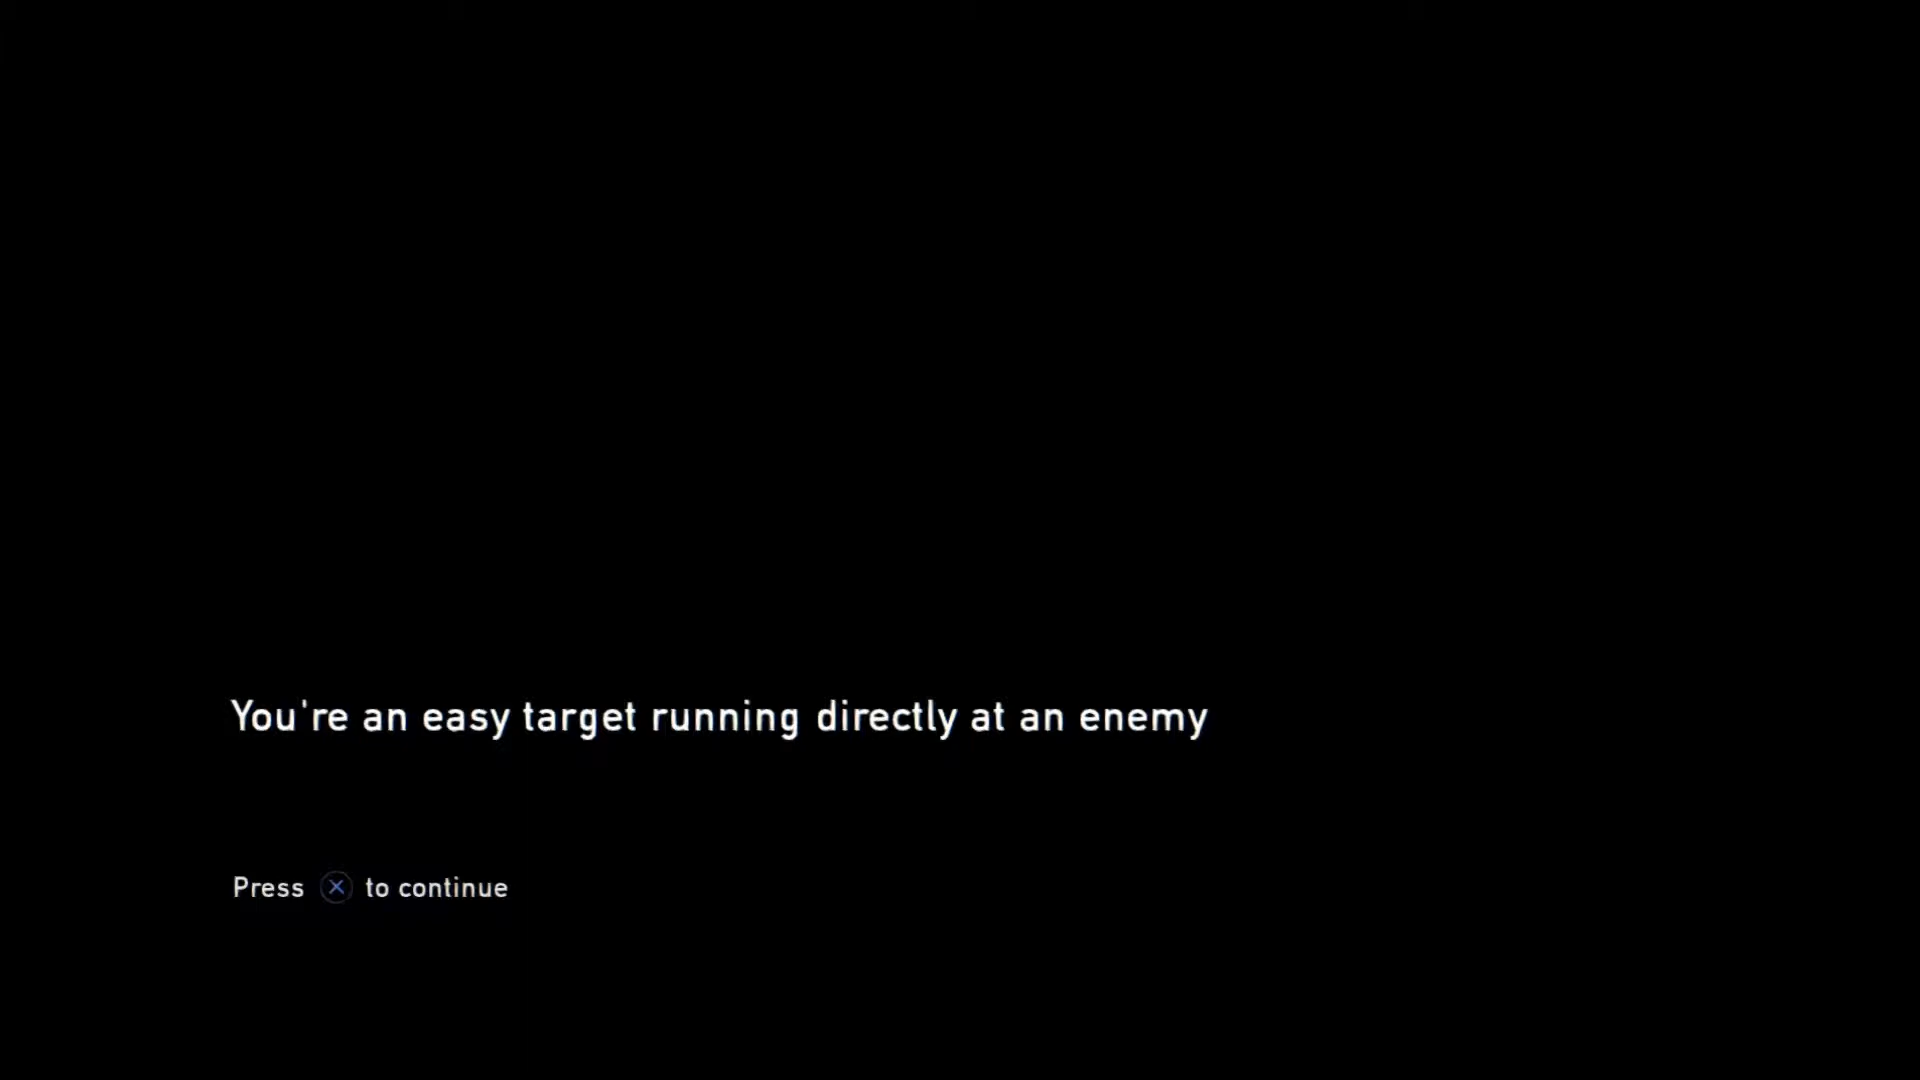 You're an easy target running directly at an enemy
Press ⓧ to continue